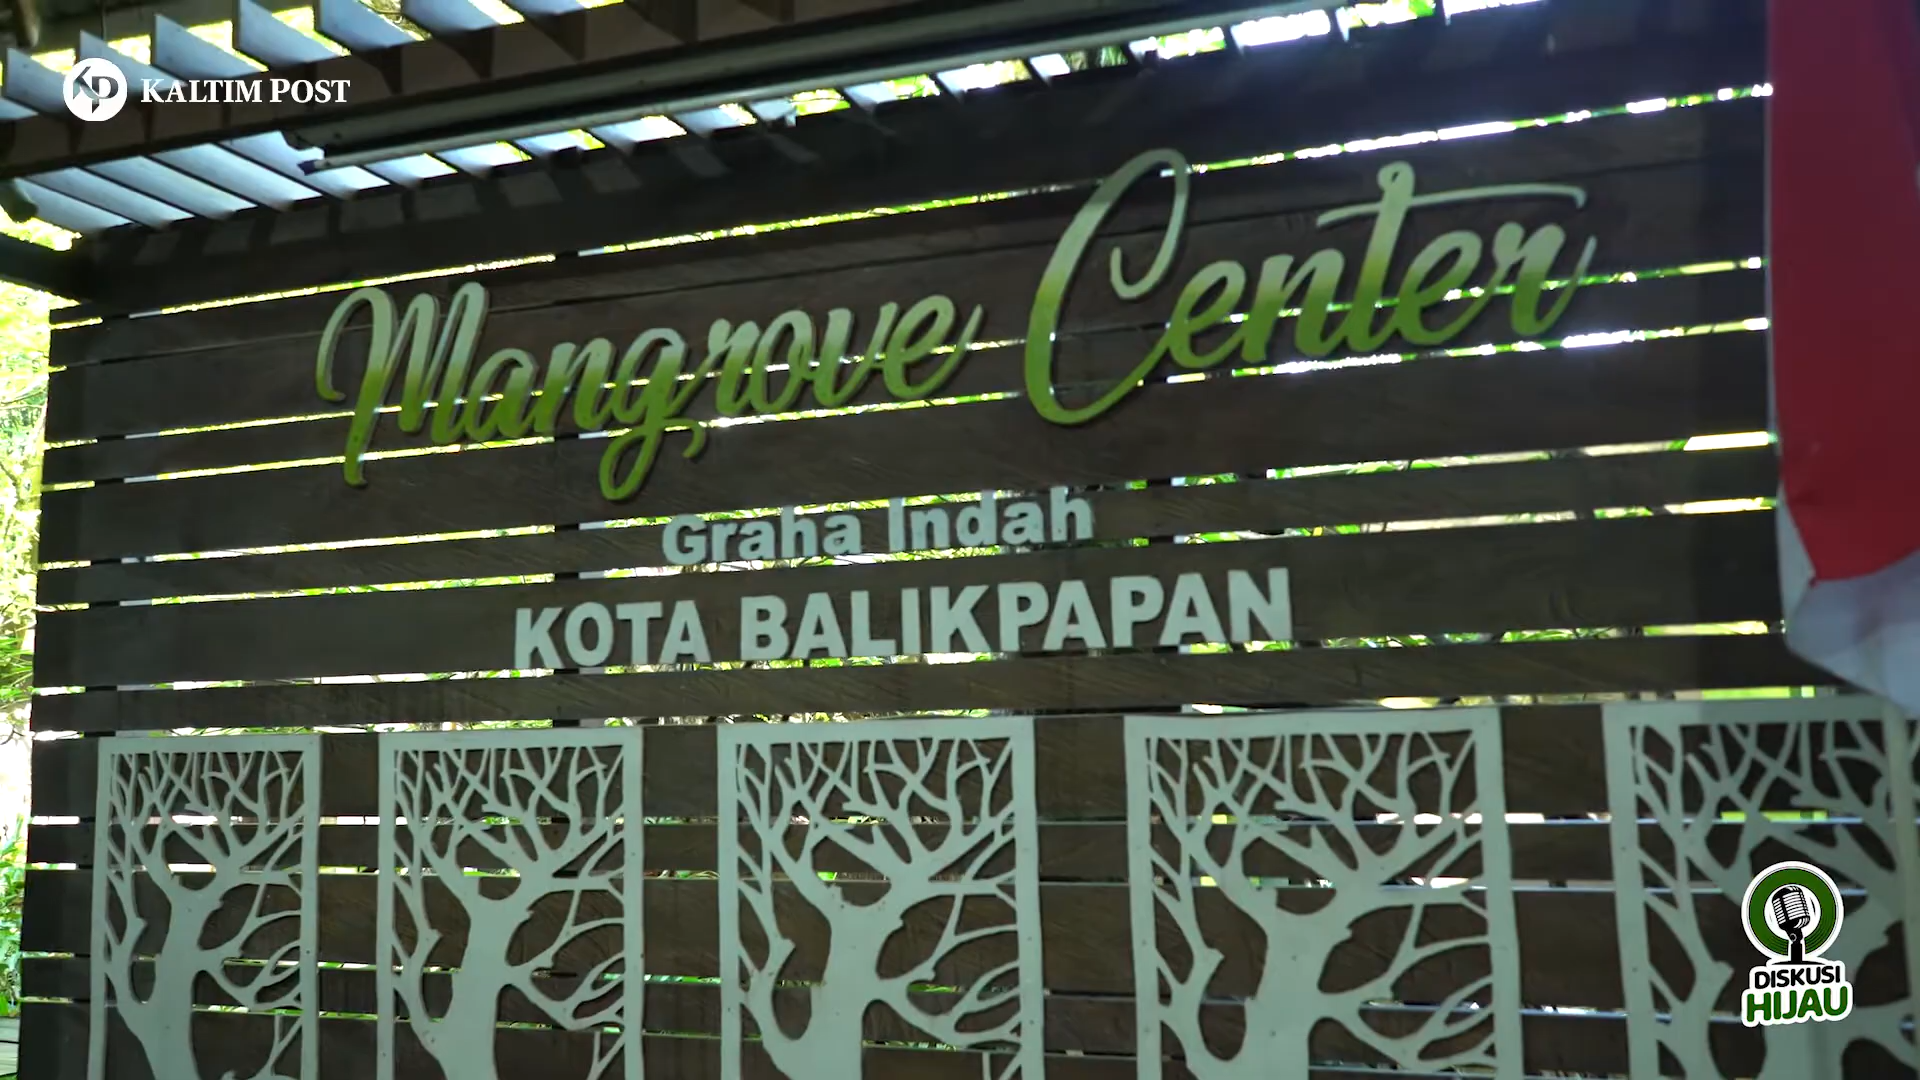 KALTIM POST
Mangrove Center
Graha Indah
KOTA BALIKPAPAN
DISKUSI
HIJAU